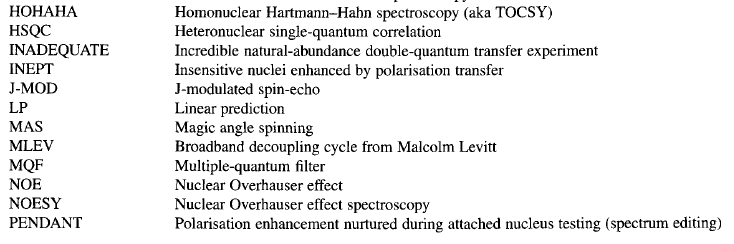 HOHAHA Homonuclear Hartmann–Hahn spectroscopy (aka TOCSY)
HSQC Heteronuclear single-quantum correlation
INADEQUATE Incredible natural-abundance double-quantum transfer experiment
INEPT Insensitive nuclei enhanced by polarisation transfer
J-MOD J-modulated spin-echo
LP Linear prediction
MAS Magic angle spinning
MLEV Broadband decoupling cycle from Malcolm Levitt
MQF Multiple-quantum filter
NOE Nuclear Overhauser effect
NOESY Nuclear Overhauser effect spectroscopy
PENDANT Polarisation enhancement nurtured during attached nucleus testing (spectrum editing)